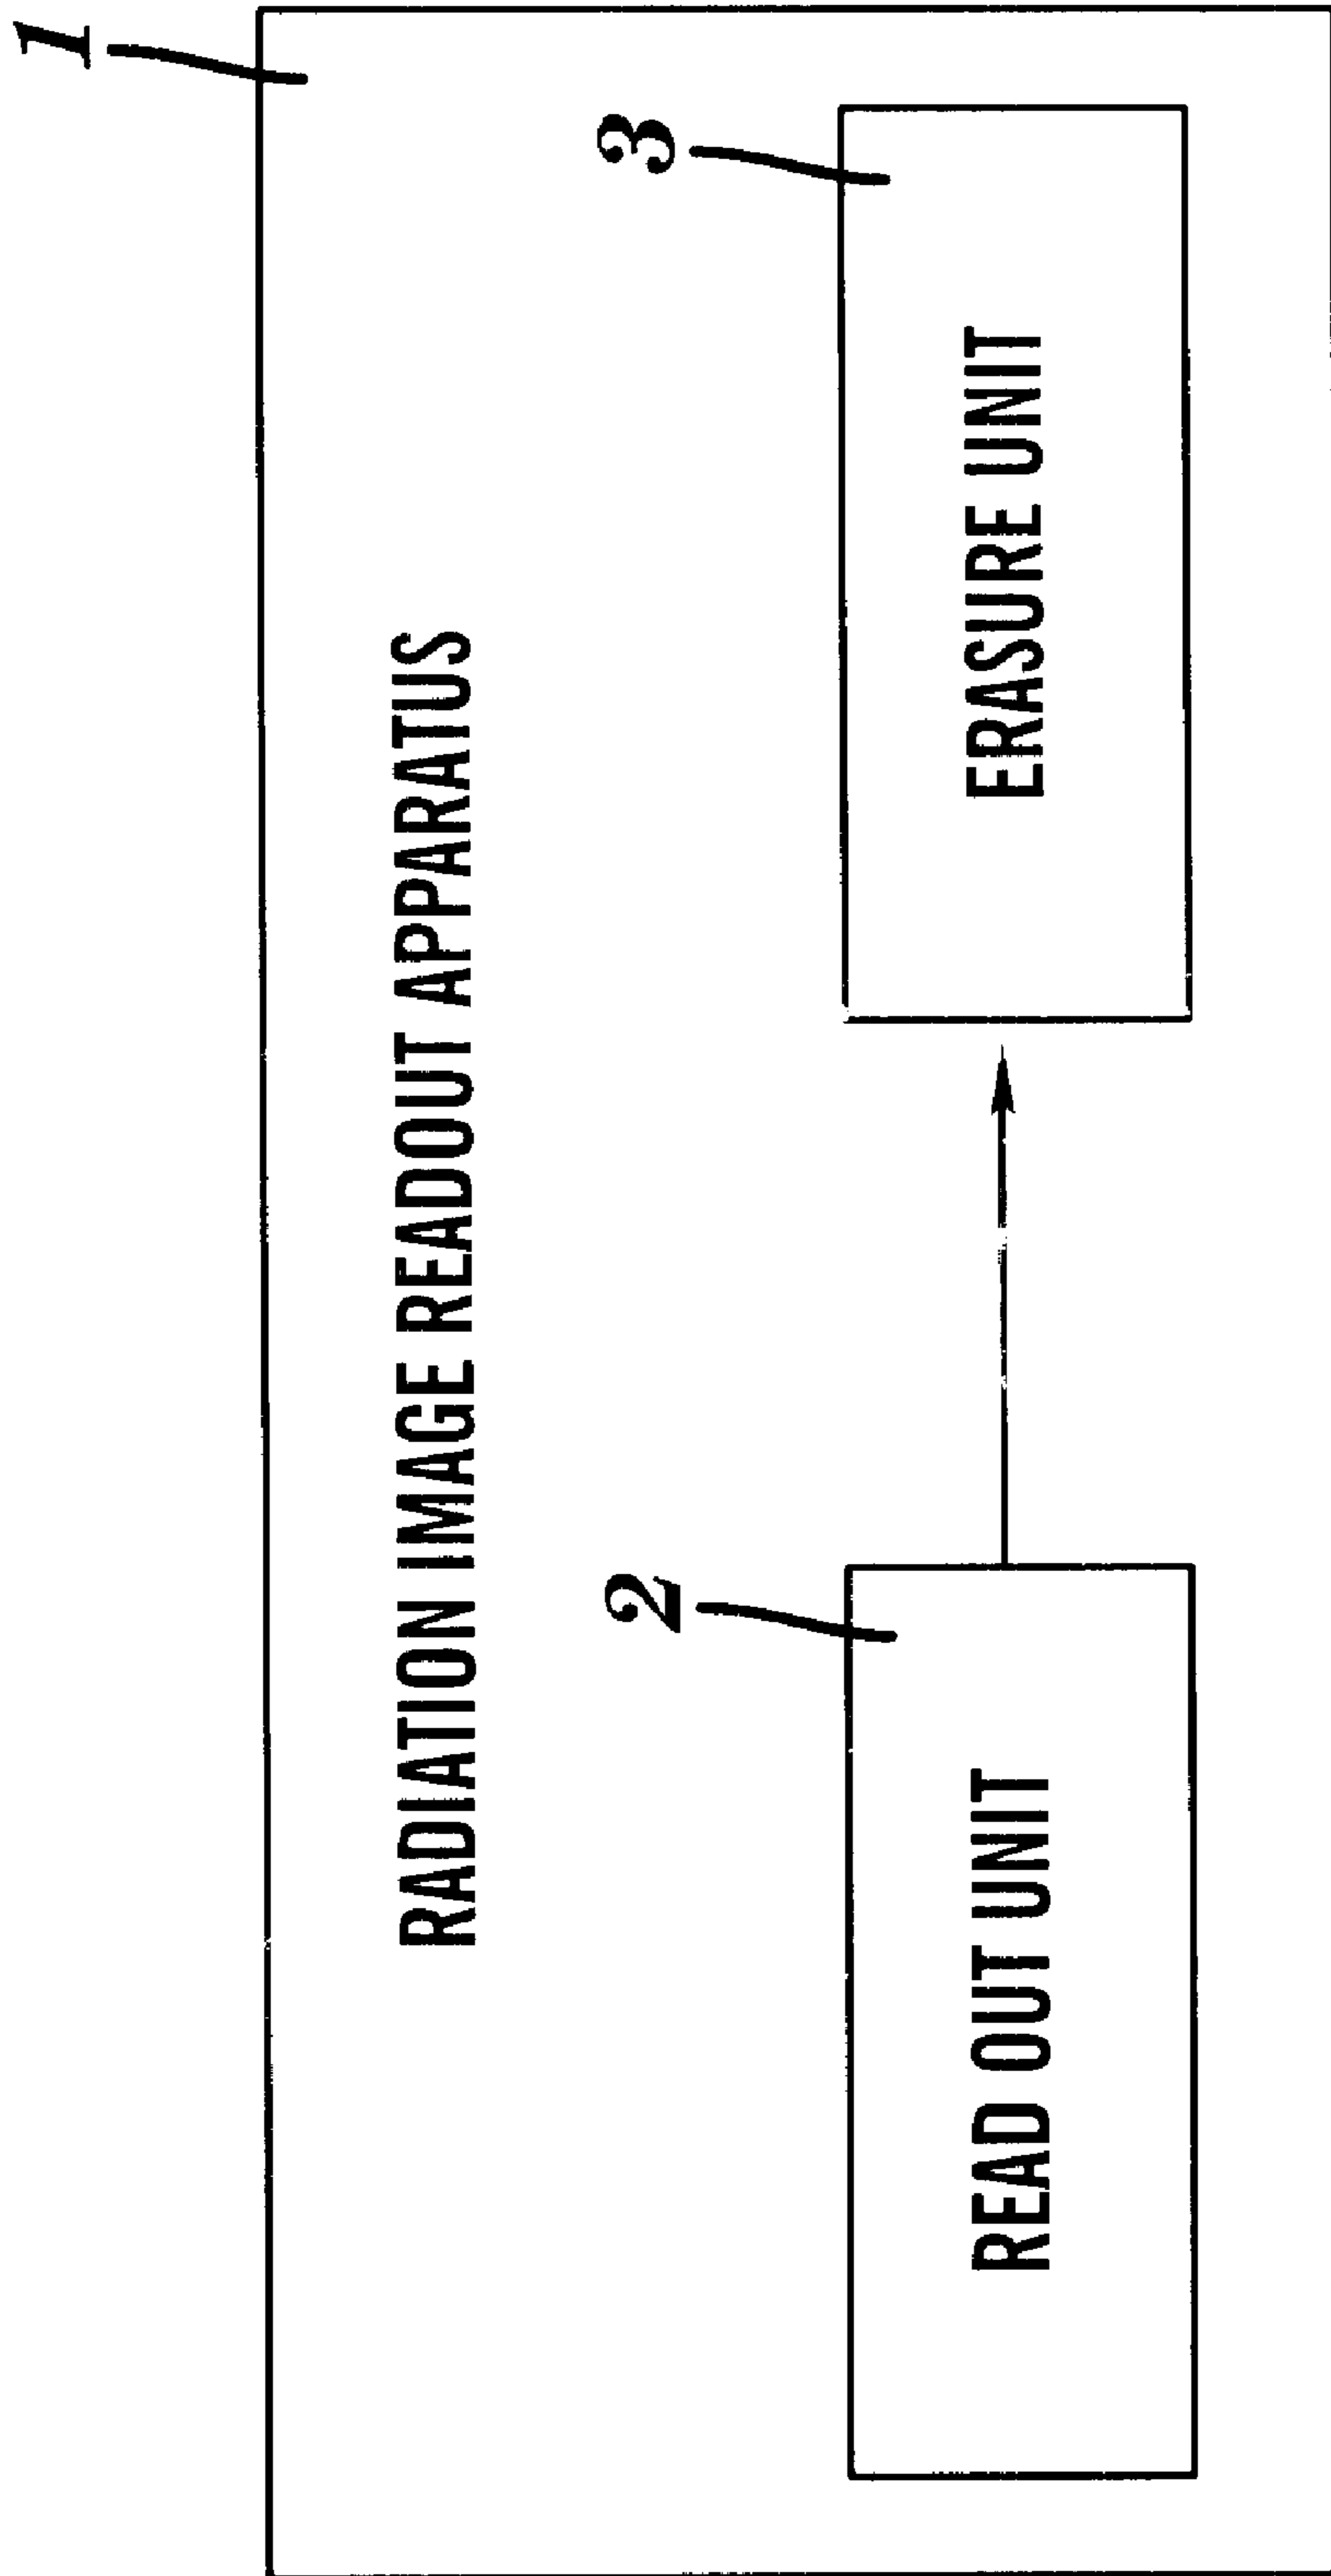 1
RADIATION IMAGE READOUT APPARATUS
2
3
READ OUT UNIT
ERASURE UNIT